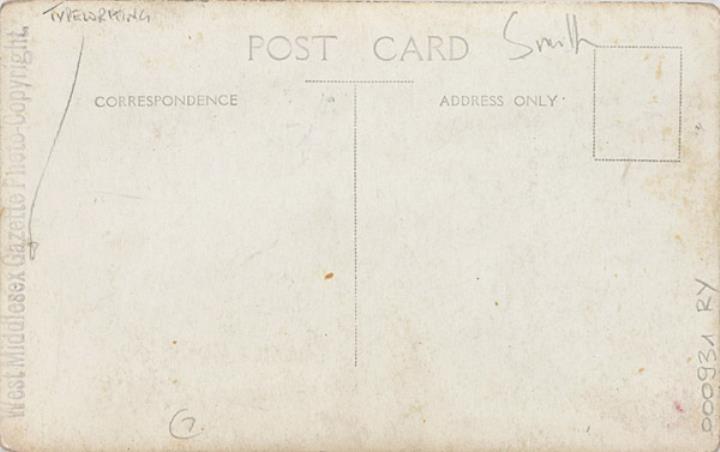 TYPEWRITING
POST CARD
Smith
CORRESPONDENCE
ADDRESS ONLY
West Middlesex Gazette Photo-Copyright.
000931 RY
G